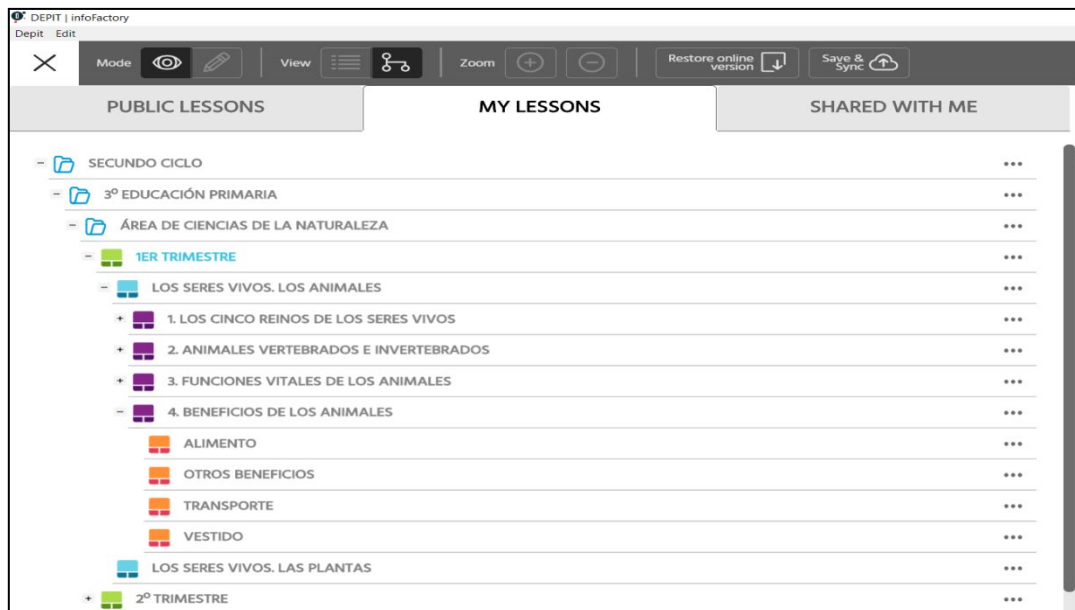 DEPIT | infoFactory
Depit Edit
Mode View Zoom Restore online version Save & Sync
PUBLIC LESSONS MY LESSONS SHARED WITH ME
SECUNDO CICLO
3º EDUCACIÓN PRIMARIA
ÁREA DE CIENCIAS DE LA NATURALEZA
1ER TRIMESTRE
LOS SERES VIVOS. LOS ANIMALES
1. LOS CINCO REINOS DE LOS SERES VIVOS
2. ANIMALES VERTEBRADOS E INVERTEBRADOS
3. FUNCIONES VITALES DE LOS ANIMALES
4. BENEFICIOS DE LOS ANIMALES
ALIMENTO
OTROS BENEFICIOS
TRANSPORTE
VESTIDO
LOS SERES VIVOS. LAS PLANTAS
2º TRIMESTRE